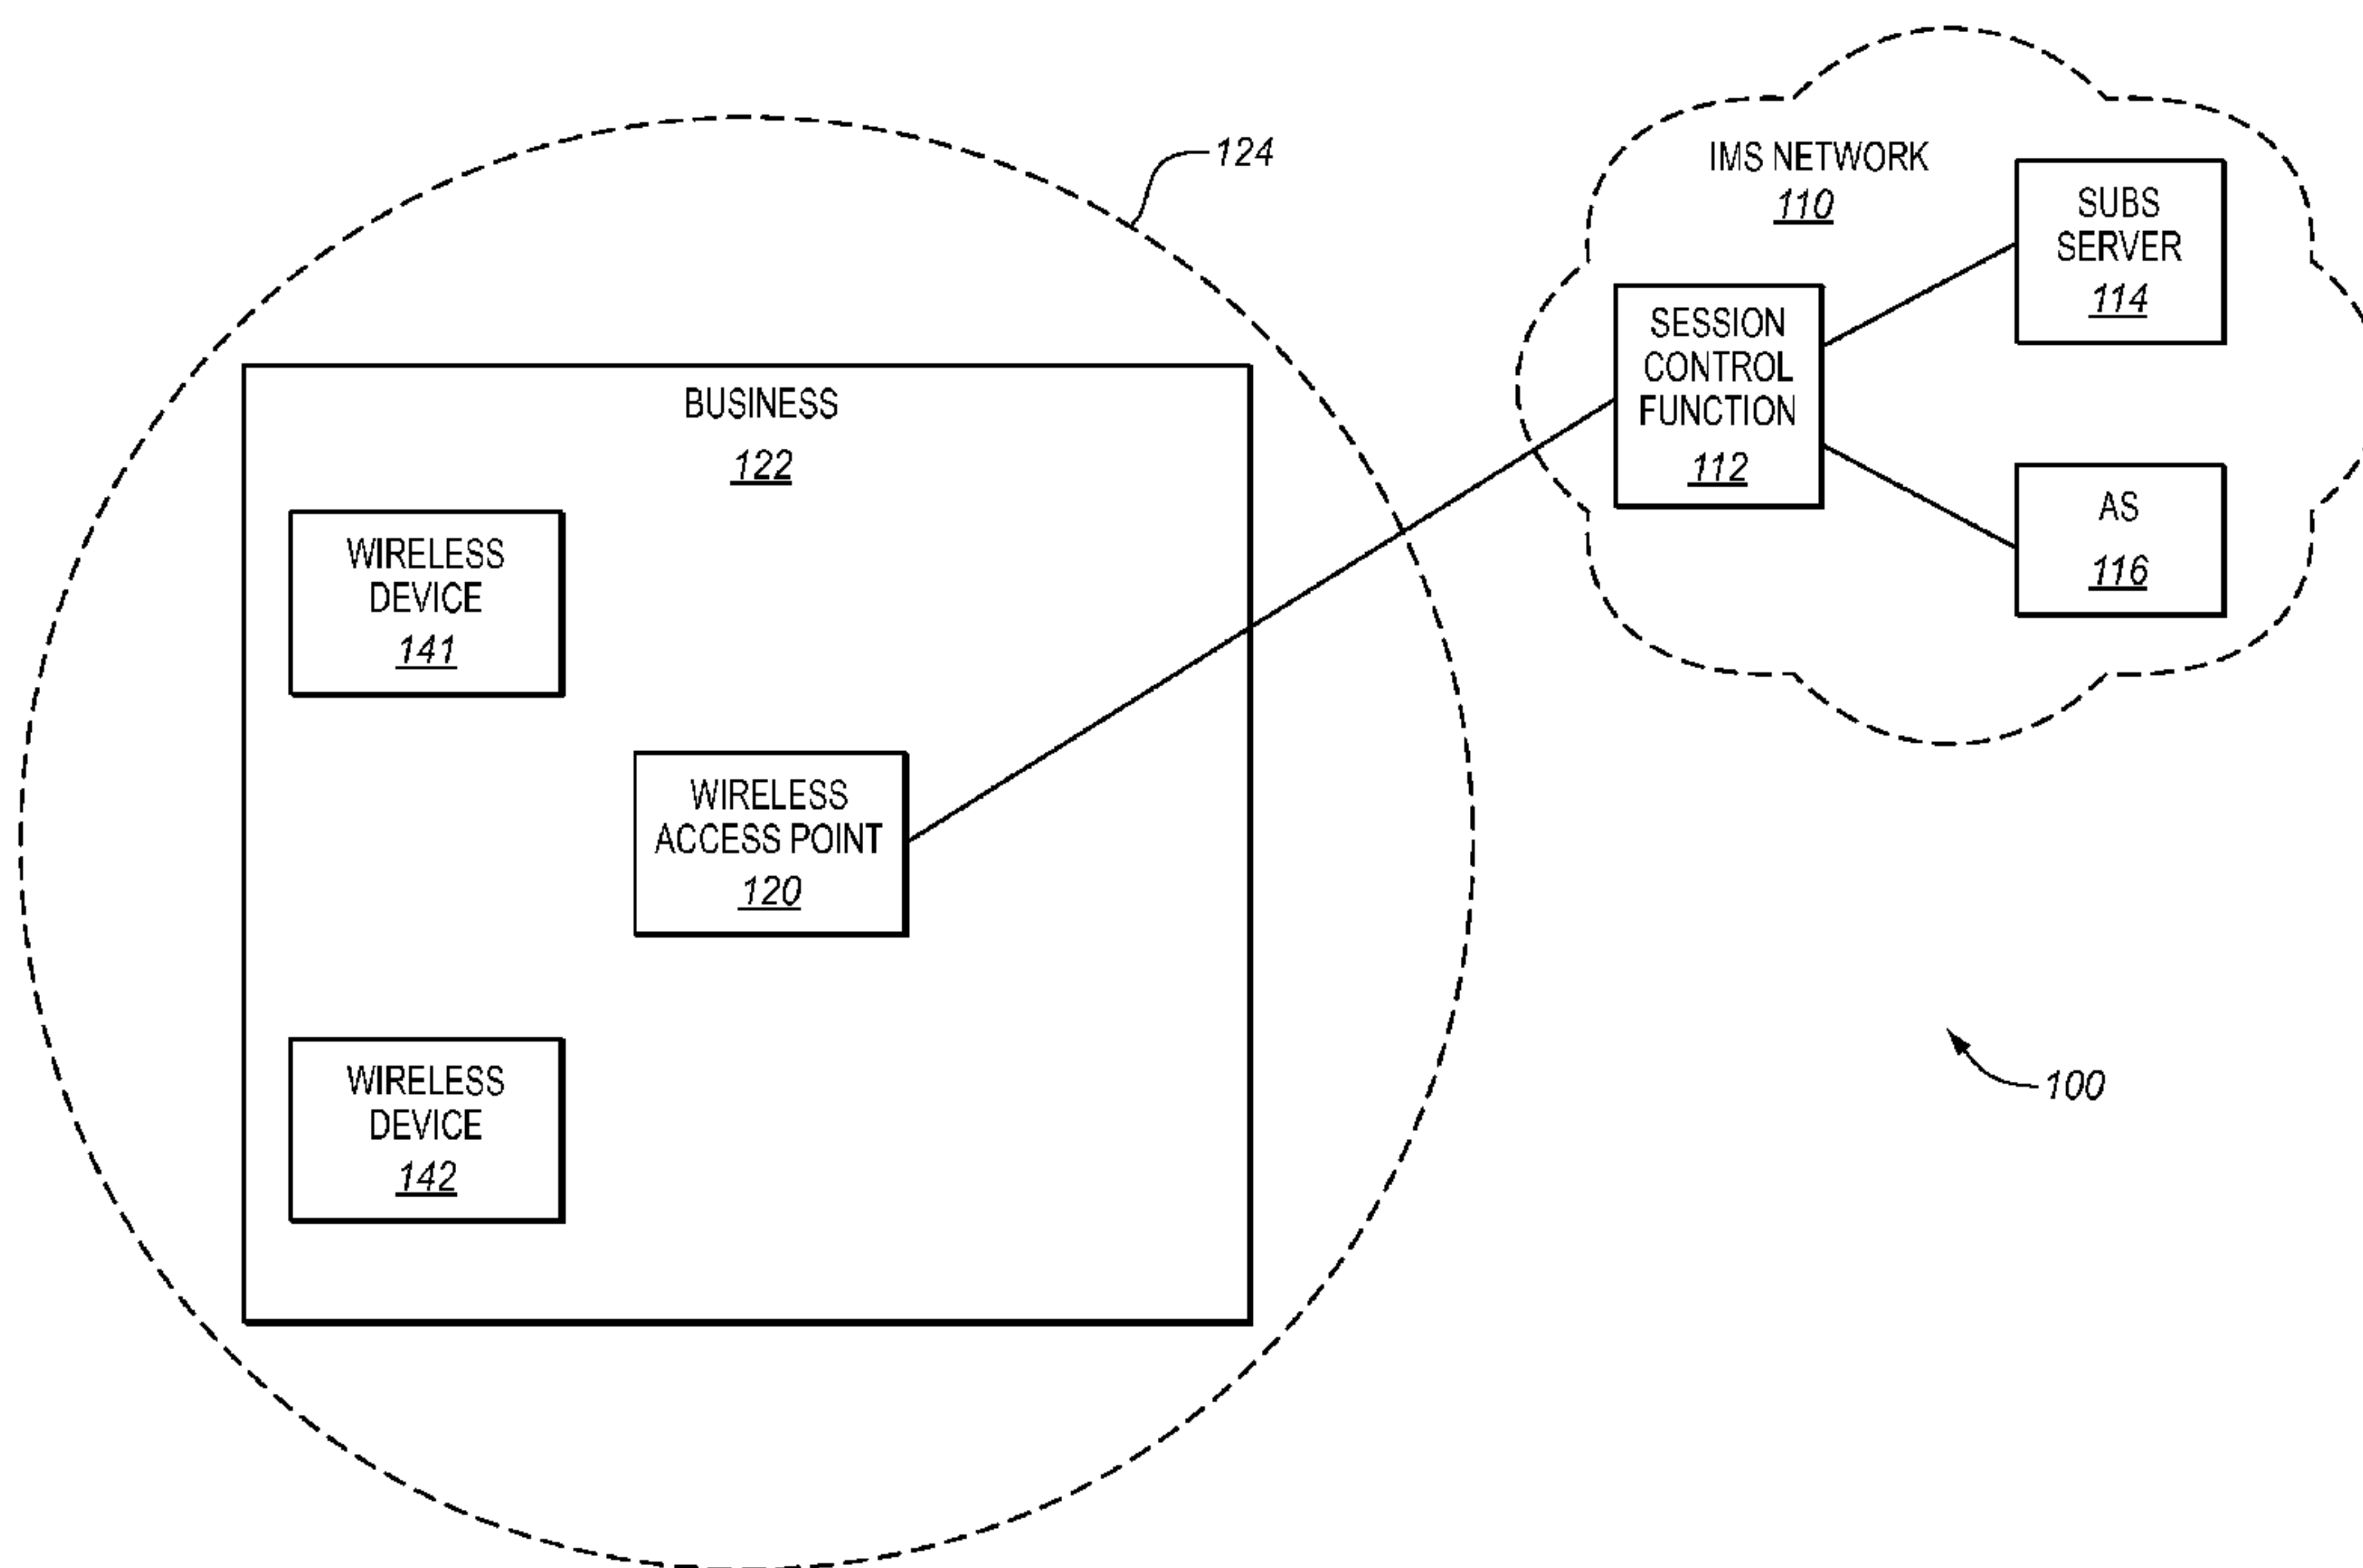 124
IMS NETWORK
110
SUBS
SERVER
114
SESSION
CONTROL
FUNCTION
112
AS
116
BUSINESS
122
WIRELESS
DEVICE
141
WIRELESS
ACCESS POINT
120
WIRELESS
DEVICE
142
100